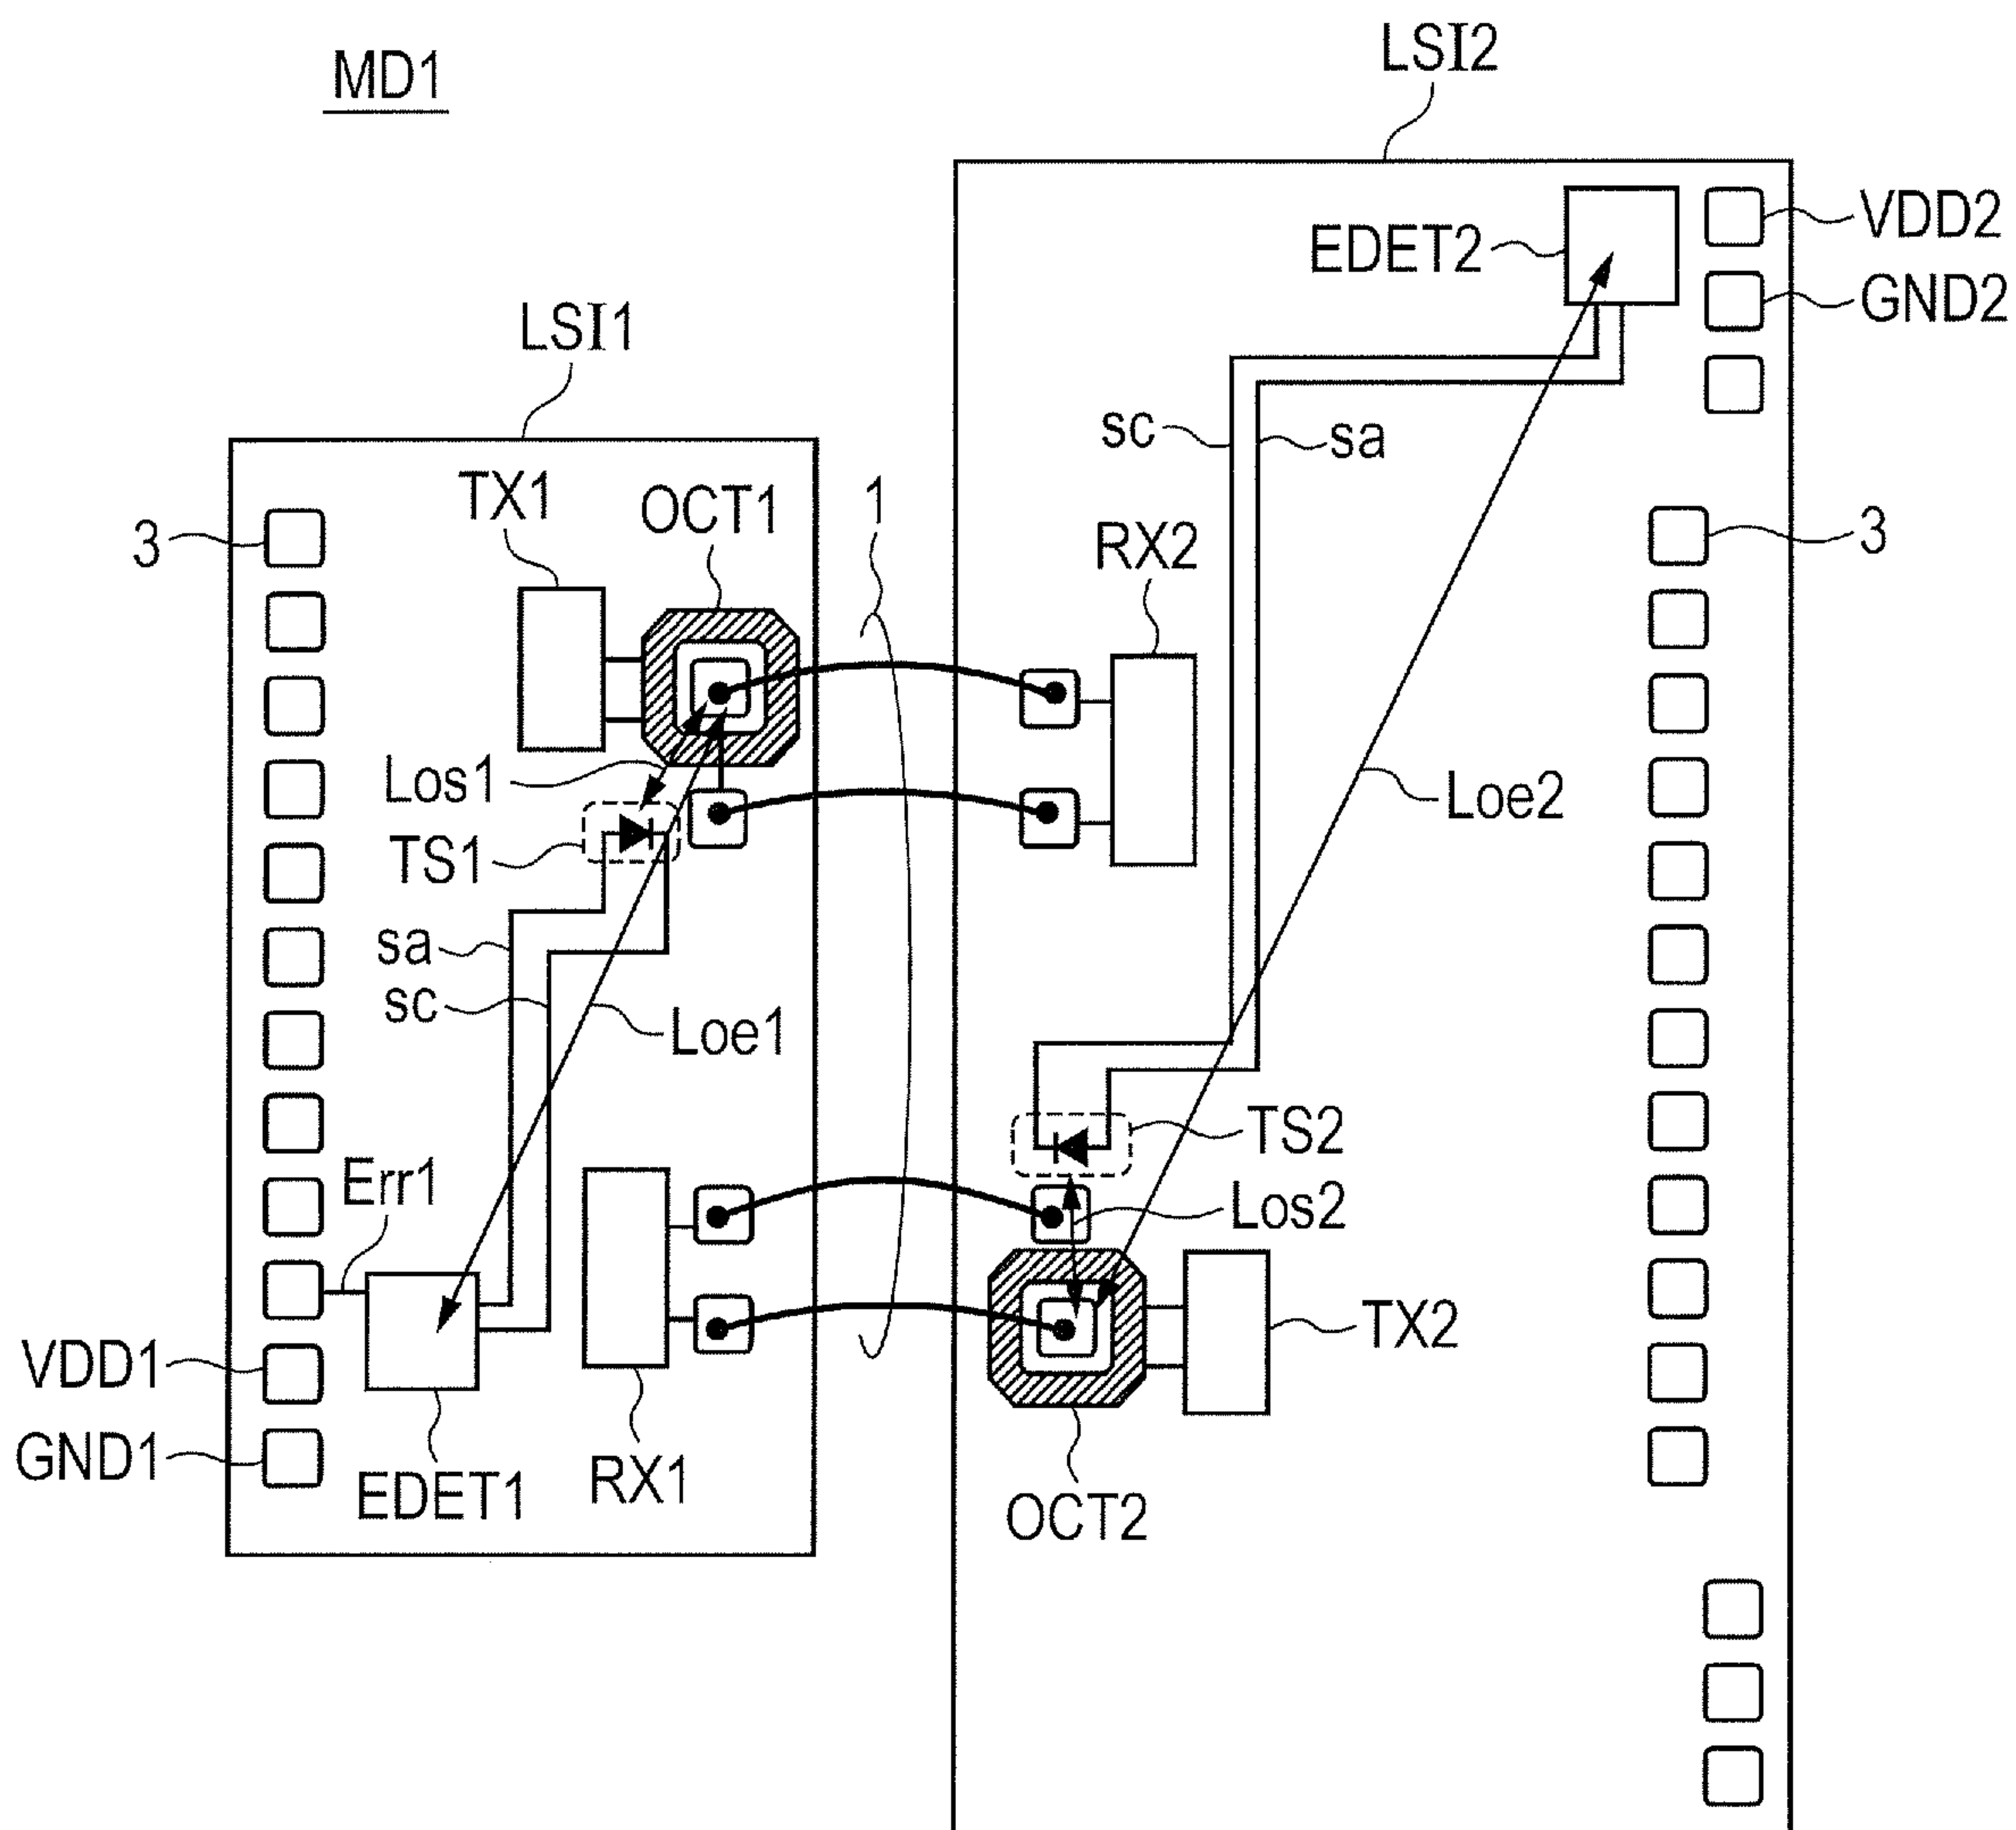 MD1
LSI2
VDD2
EDET2
GND2
LSI1
sc
sa
TX1
OCT1
1
3
RX2
3
Los1
Loe2
TS1
sa
sc
Loe1
TS2
Err1
Los2
VDD1
TX2
GND1
EDET1
RX1
OCT2